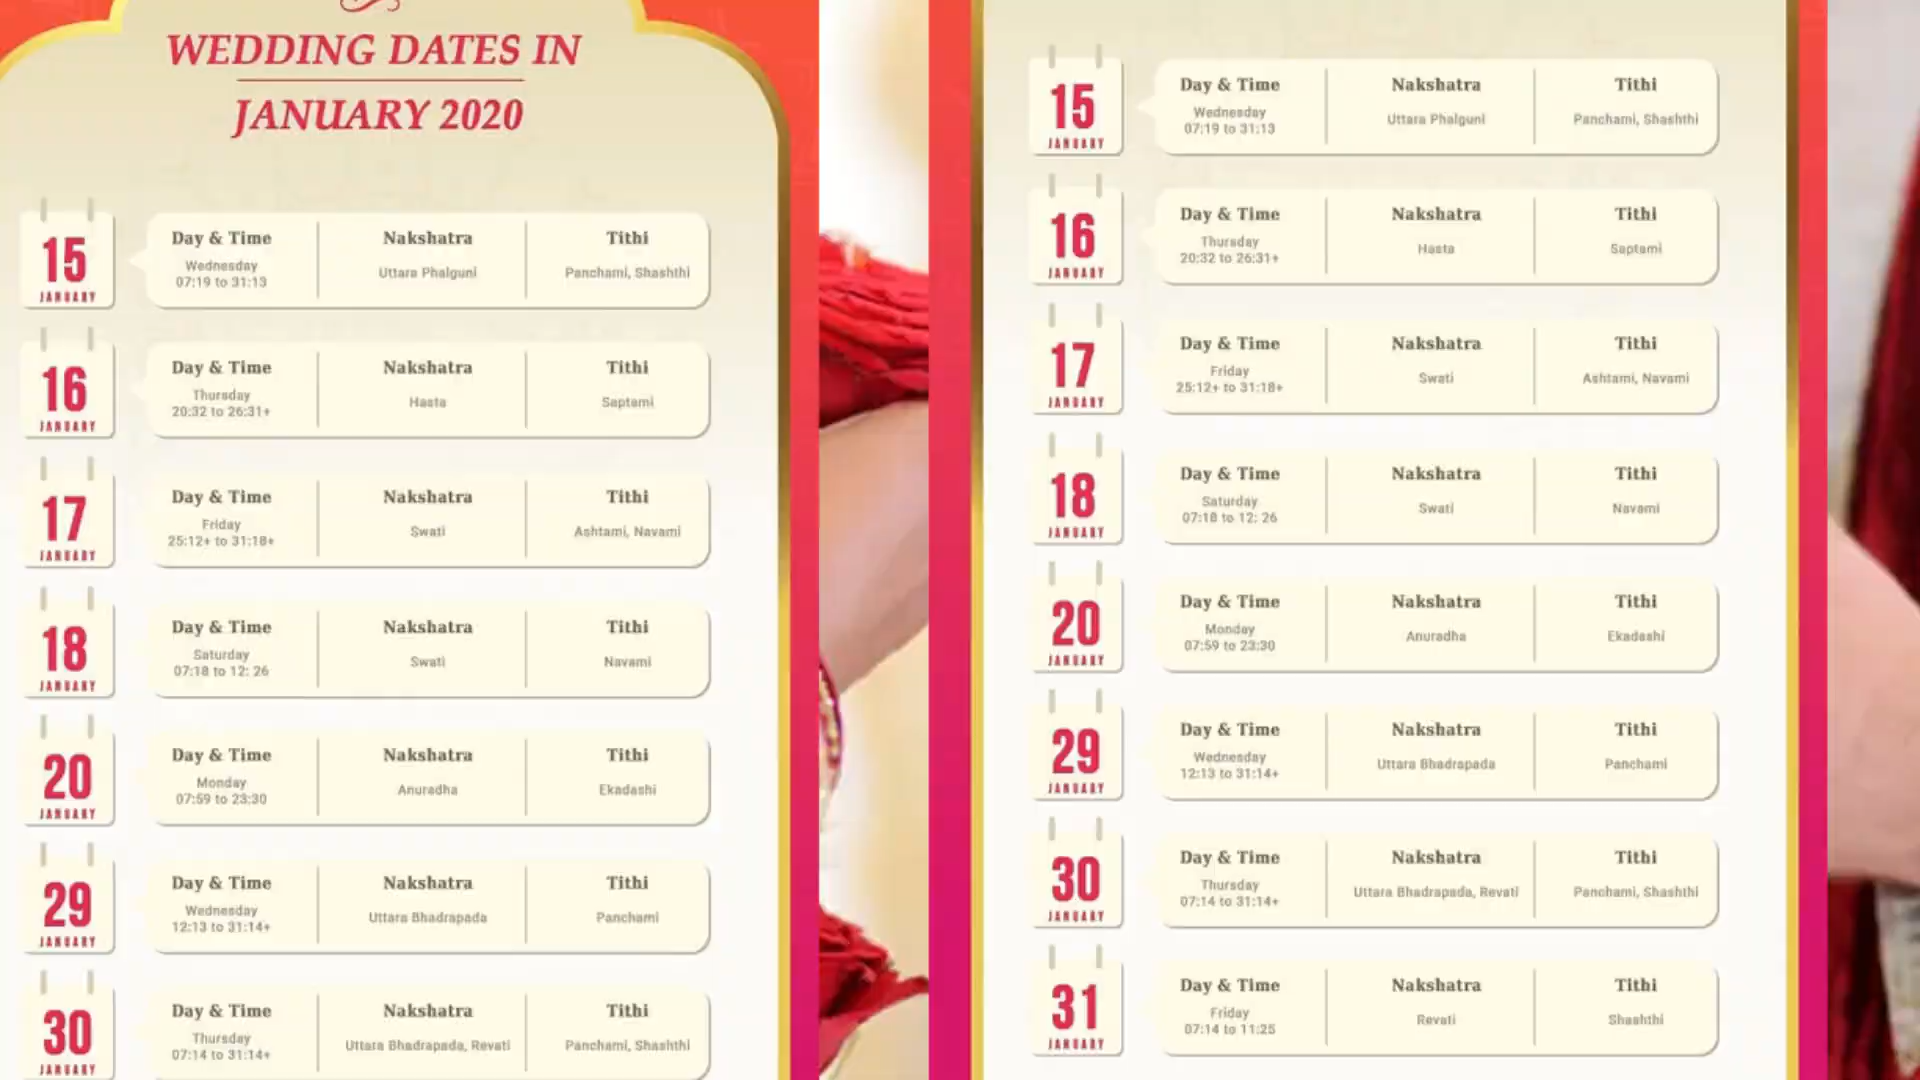 WEDDING DATES IN
JANUARY 2020
15
JANUARY
Day & Time
Wednesday
07:19 to 31:13
Nakshatra
Uttara Phalguni
Tithi
Panchami, Shashthi
16
JANUARY
Day & Time
Thursday
20:32 to 26:31+
Nakshatra
Hasta
Tithi
Saptami
17
JANUARY
Day & Time
Friday
25:12+ to 31:18+
Nakshatra
Swati
Tithi
Ashtami, Navami
18
JANUARY
Day & Time
Saturday
07:18 to 12: 26
Nakshatra
Swati
Tithi
Navami
20
JANUARY
Day & Time
Monday
07:59 to 23:30
Nakshatra
Anuradha
Tithi
Ekadashi
29
JANUARY
Day & Time
Wednesday
12:13 to 31:14+
Nakshatra
Uttara Bhadrapada
Tithi
Panchami
30
JANUARY
Day & Time
Thursday
07:14 to 31:14+
Nakshatra
Uttara Bhadrapada, Revati
Tithi
Panchami, Shashthi
15
JANUARY
Day & Time
Wednesday
07:19 to 31:13
Nakshatra
Uttara Phalguni
Tithi
Panchami, Shashthi
16
JANUARY
Day & Time
Thursday
20:32 to 26:31+
Nakshatra
Hasta
Tithi
Saptami
17
JANUARY
Day & Time
Friday
25:12+ to 31:18+
Nakshatra
Swati
Tithi
Ashtami, Navami
18
JANUARY
Day & Time
Saturday
07:18 to 12: 26
Nakshatra
Swati
Tithi
Navami
20
JANUARY
Day & Time
Monday
07:59 to 23:30
Nakshatra
Anuradha
Tithi
Ekadashi
29
JANUARY
Day & Time
Wednesday
12:13 to 31:14+
Nakshatra
Uttara Bhadrapada
Tithi
Panchami
30
JANUARY
Day & Time
Thursday
07:14 to 31:14+
Nakshatra
Uttara Bhadrapada, Revati
Tithi
Panchami, Shashthi
31
JANUARY
Day & Time
Friday
07:14 to 11:25
Nakshatra
Revati
Tithi
Shashthi